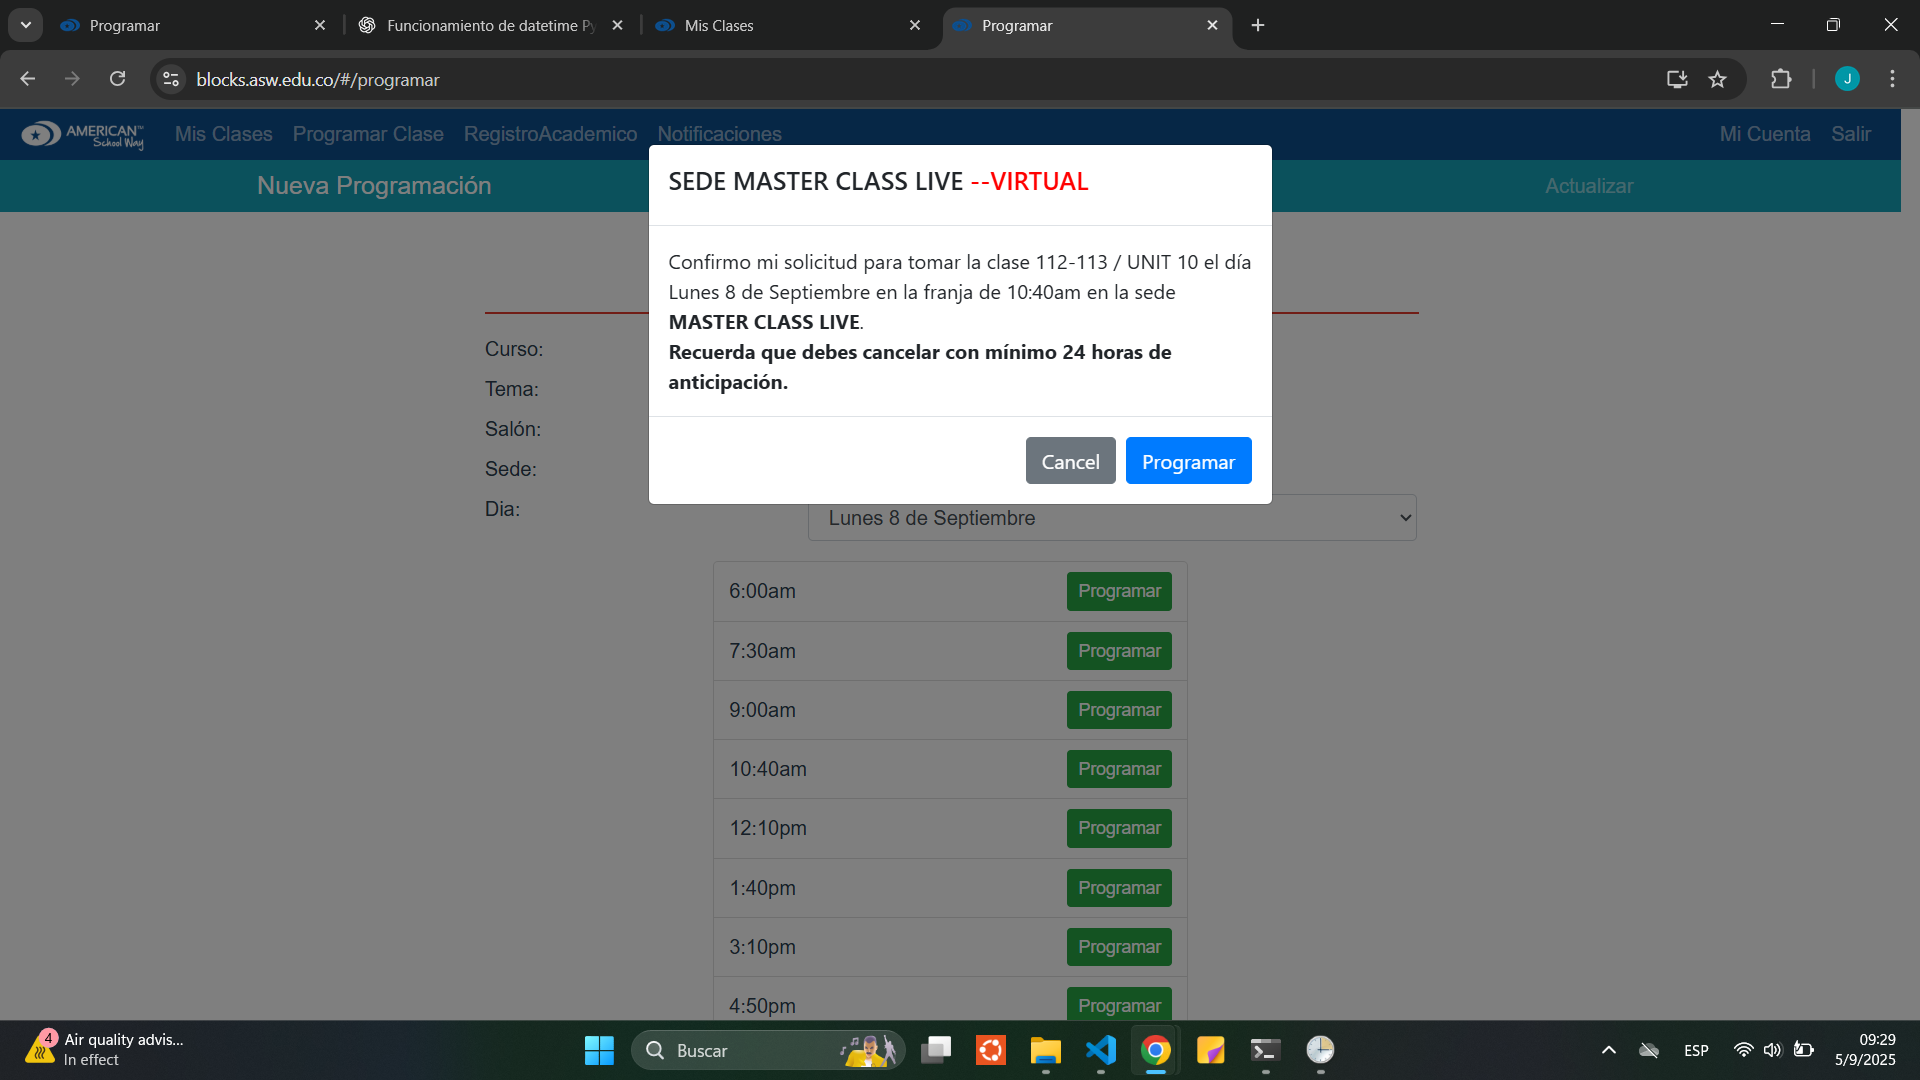 Programar
Funcionamiento de datetime Py
Mis Clases
Programar
blocks.asw.edu.co/#/programar
J
AMERICAN™
School Way
Mis Clases
Programar Clase
RegistroAcademico
Notificaciones
Mi Cuenta
Salir
Nueva Programación
Actualizar
SEDE MASTER CLASS LIVE --VIRTUAL
Confirmo mi solicitud para tomar la clase 112-113 / UNIT 10 el día
Lunes 8 de Septiembre en la franja de 10:40am en la sede
MASTER CLASS LIVE.
Recuerda que debes cancelar con mínimo 24 horas de
anticipación.
Cancel
Programar
Curso:
Tema:
Salón:
Sede:
Dia:
Lunes 8 de Septiembre
6:00am Programar
7:30am Programar
9:00am Programar
10:40am Programar
12:10pm Programar
1:40pm Programar
3:10pm Programar
4:50pm Programar
4
Air quality advis...
In effect
Buscar
ESP
09:29
5/9/2025